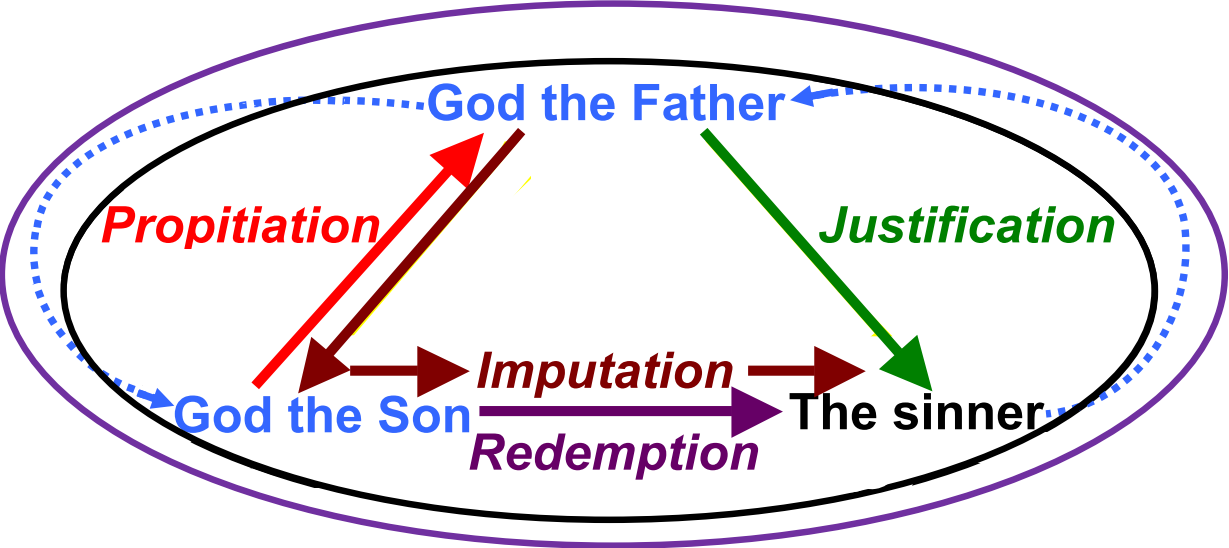 God the Father
Propitiation
Justification
Imputation
God the Son
The sinner
Redemption